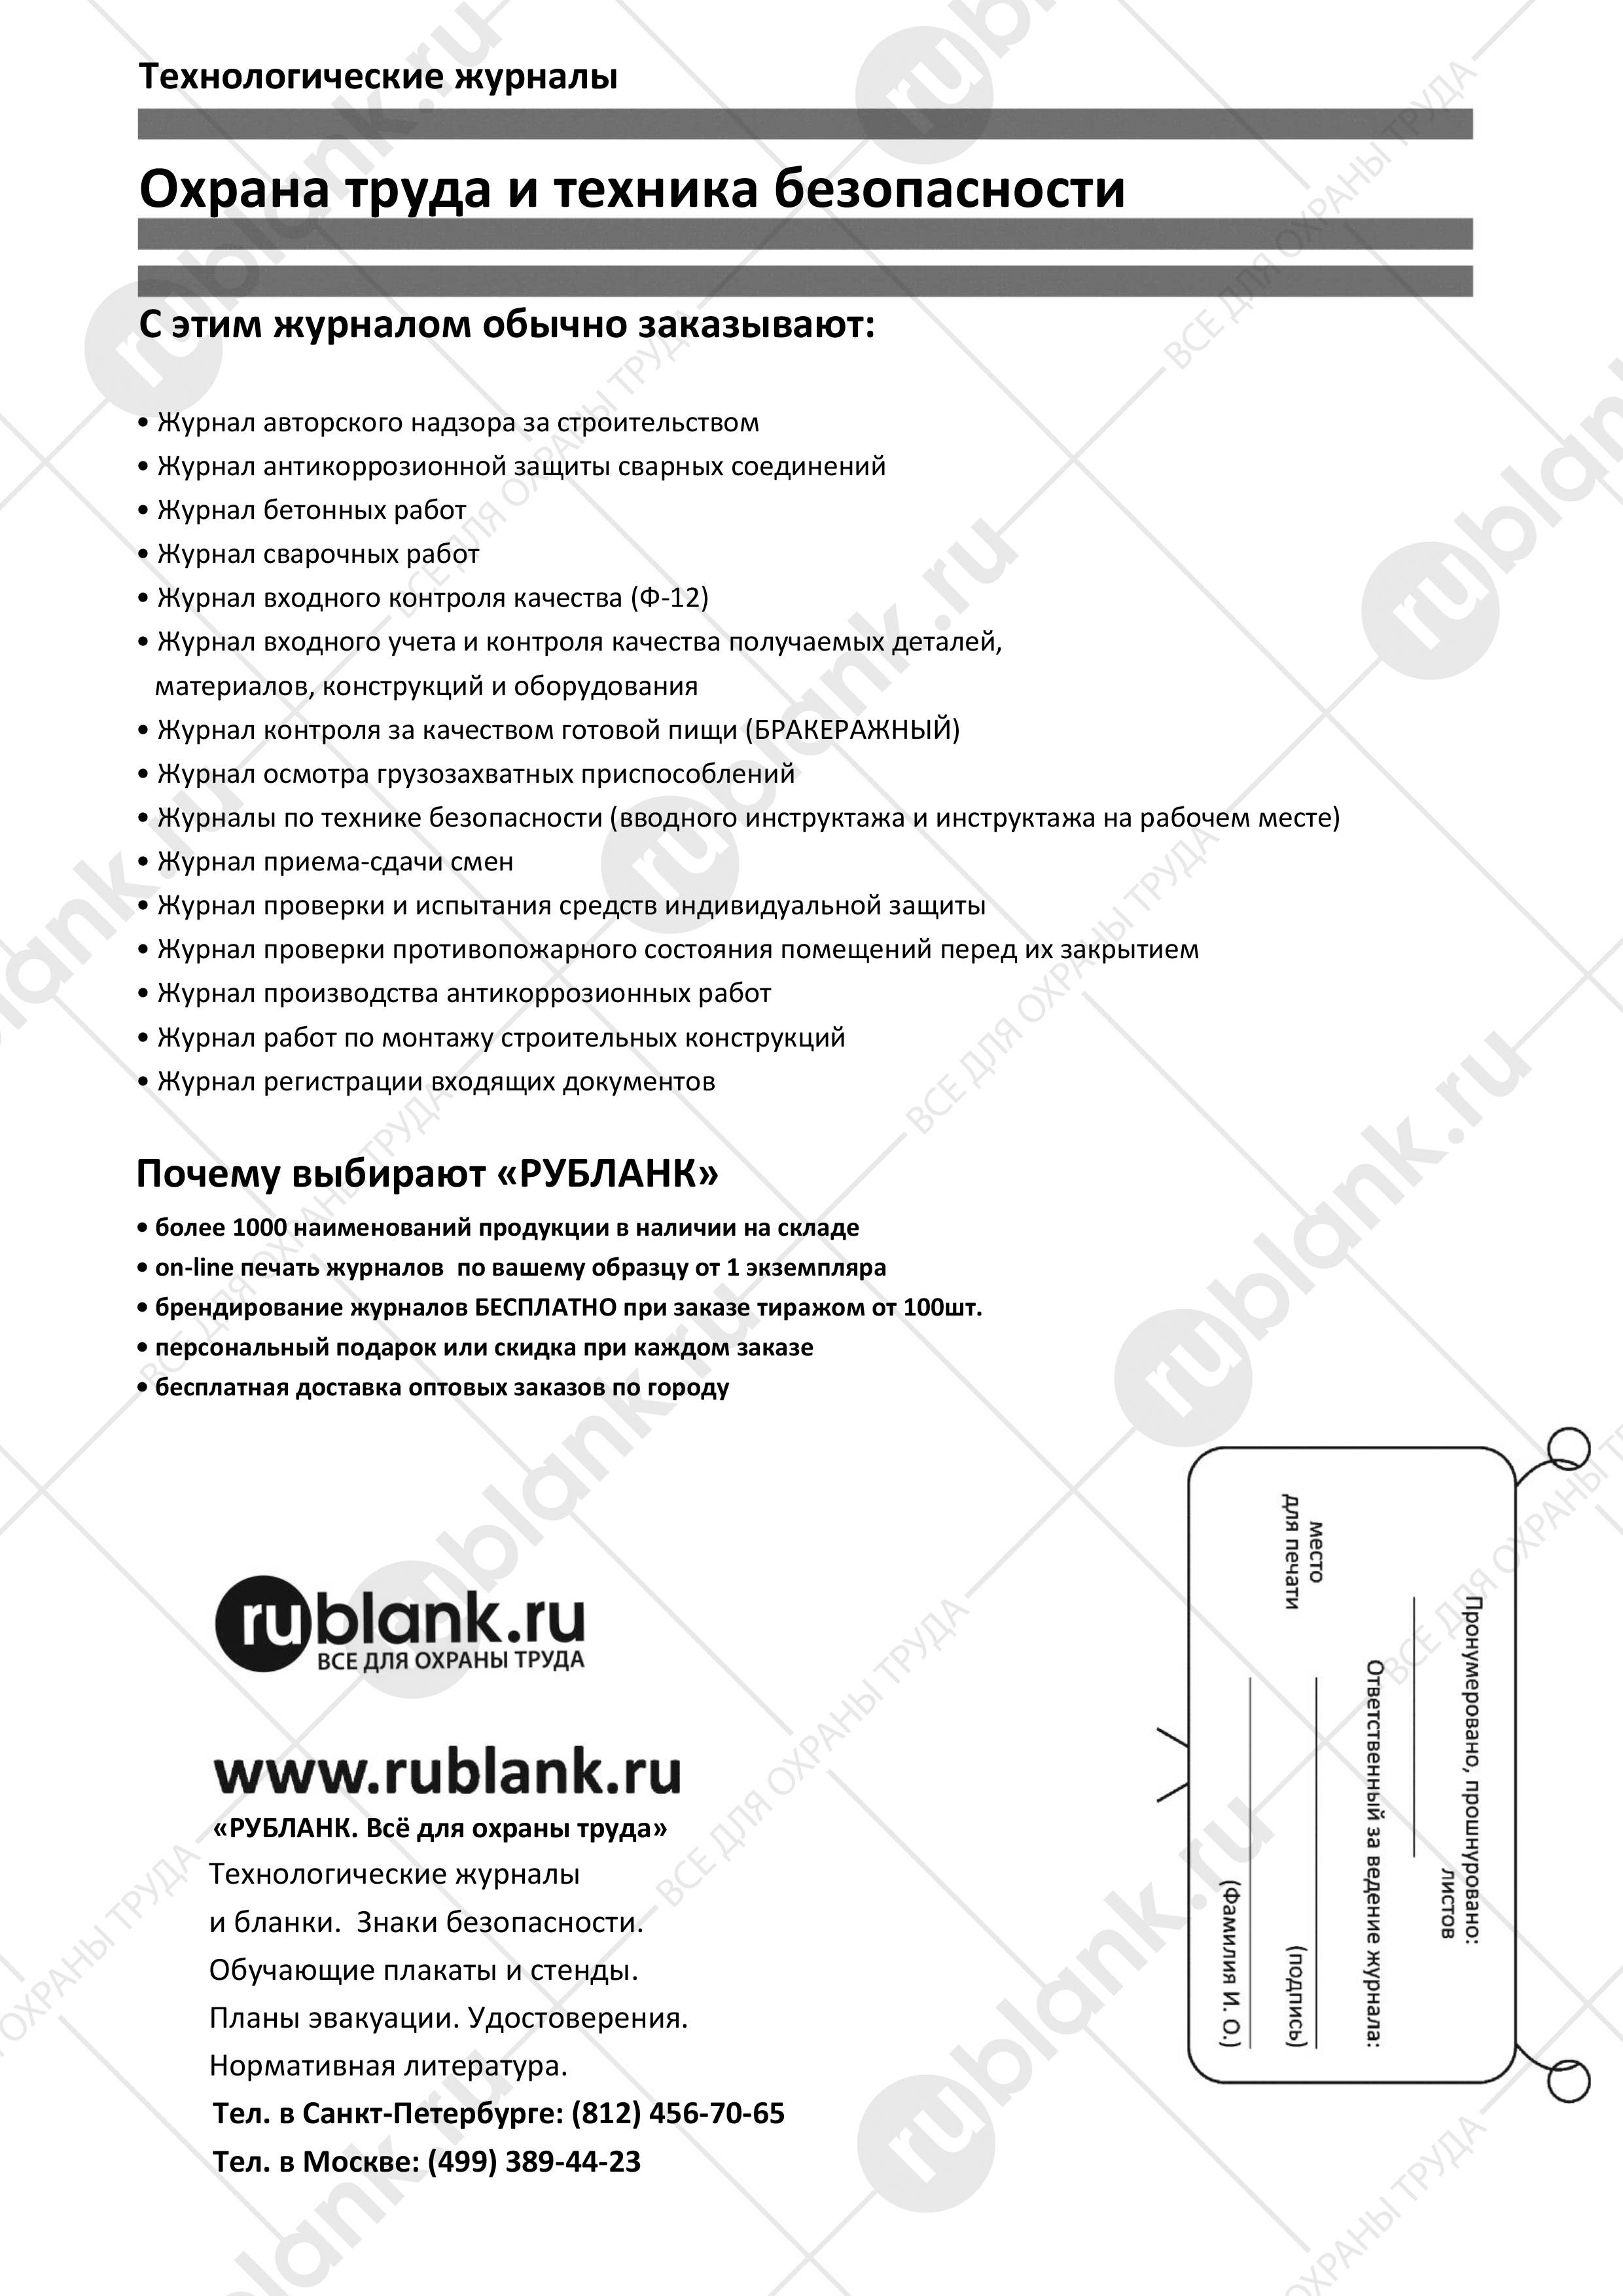 Технологические журналы
Охрана труда и техника безопасности
С этим журналом обычно заказывают:
• Журнал авторского надзора за строительством
• Журнал антикоррозионной защиты сварных соединений
• Журнал бетонных работ
• Журнал сварочных работ
• Журнал входного контроля качества (Ф-12)
• Журнал входного учета и контроля качества получаемых деталей,
материалов, конструкций и оборудования
• Журнал контроля за качеством готовой пищи (БРАКЕРАЖНЫЙ)
• Журнал осмотра грузозахватных приспособлений
• Журналы по технике безопасности (вводного инструктажа и инструктажа на рабочем месте)
• Журнал приема-сдачи смен
• Журнал проверки и испытания средств индивидуальной защиты
• Журнал проверки противопожарного состояния помещений перед их закрытием
• Журнал производства антикоррозионных работ
• Журнал работ по монтажу строительных конструкций
• Журнал регистрации входящих документов
Почему выбирают «РУБЛАНК»
• более 1000 наименований продукции в наличии на складе
• on-line печать журналов по вашему образцу от 1 экземпляра
• брендирование журналов БЕСПЛАТНО при заказе тиражом от 100шт.
• персональный подарок или скидка при каждом заказе
• бесплатная доставка оптовых заказов по городу
rublank.ru
ВСЕ ДЛЯ ОХРАНЫ ТРУДА
www.rublank.ru
«РУБЛАНК. Всё для охраны труда»
Технологические журналы
и бланки. Знаки безопасности.
Обучающие плакаты и стенды.
Планы эвакуации. Удостоверения.
Нормативная литература.
Тел. в Санкт-Петербурге: (812) 456-70-65
Тел. в Москве: (499) 389-44-23
Пронумеровано, прошнуровано:
листов
Ответственный за ведение журнала:
место
для печати
(подпись)
(Фамилия И. О.)